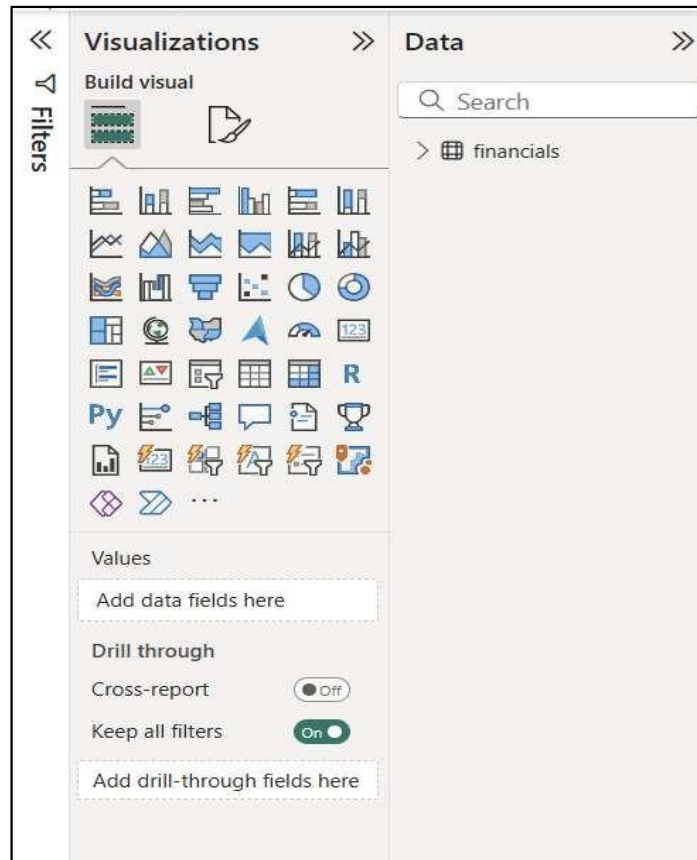 Visualizations
Data
Build visual
Filters
Search
financials
123
R
Py
123
A
...
Values
Add data fields here
Drill through
Cross-report
Off
Keep all filters
On
Add drill-through fields here